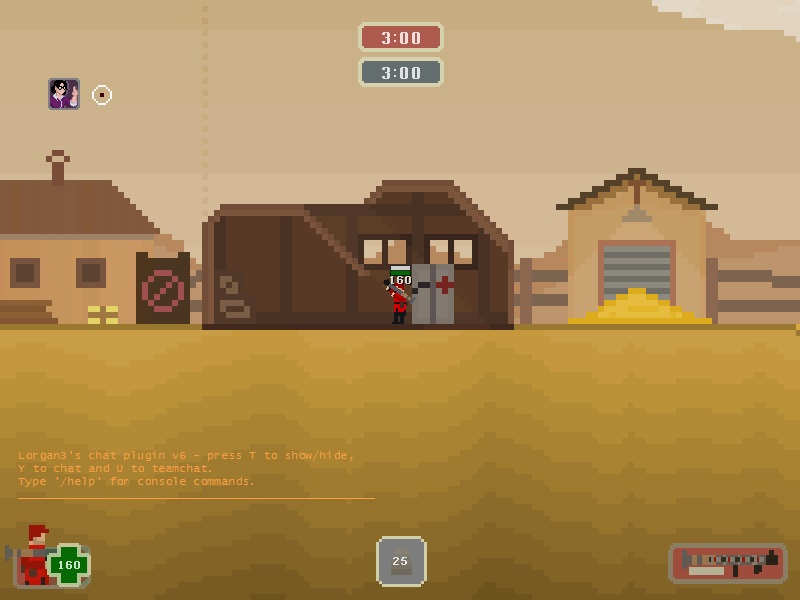 3:00
3:00
160
Lorgan3's chat plugin v6 - press T to show/hide,
Y to chat and U to teamchat.
Type '/help' for console commands.
160
25